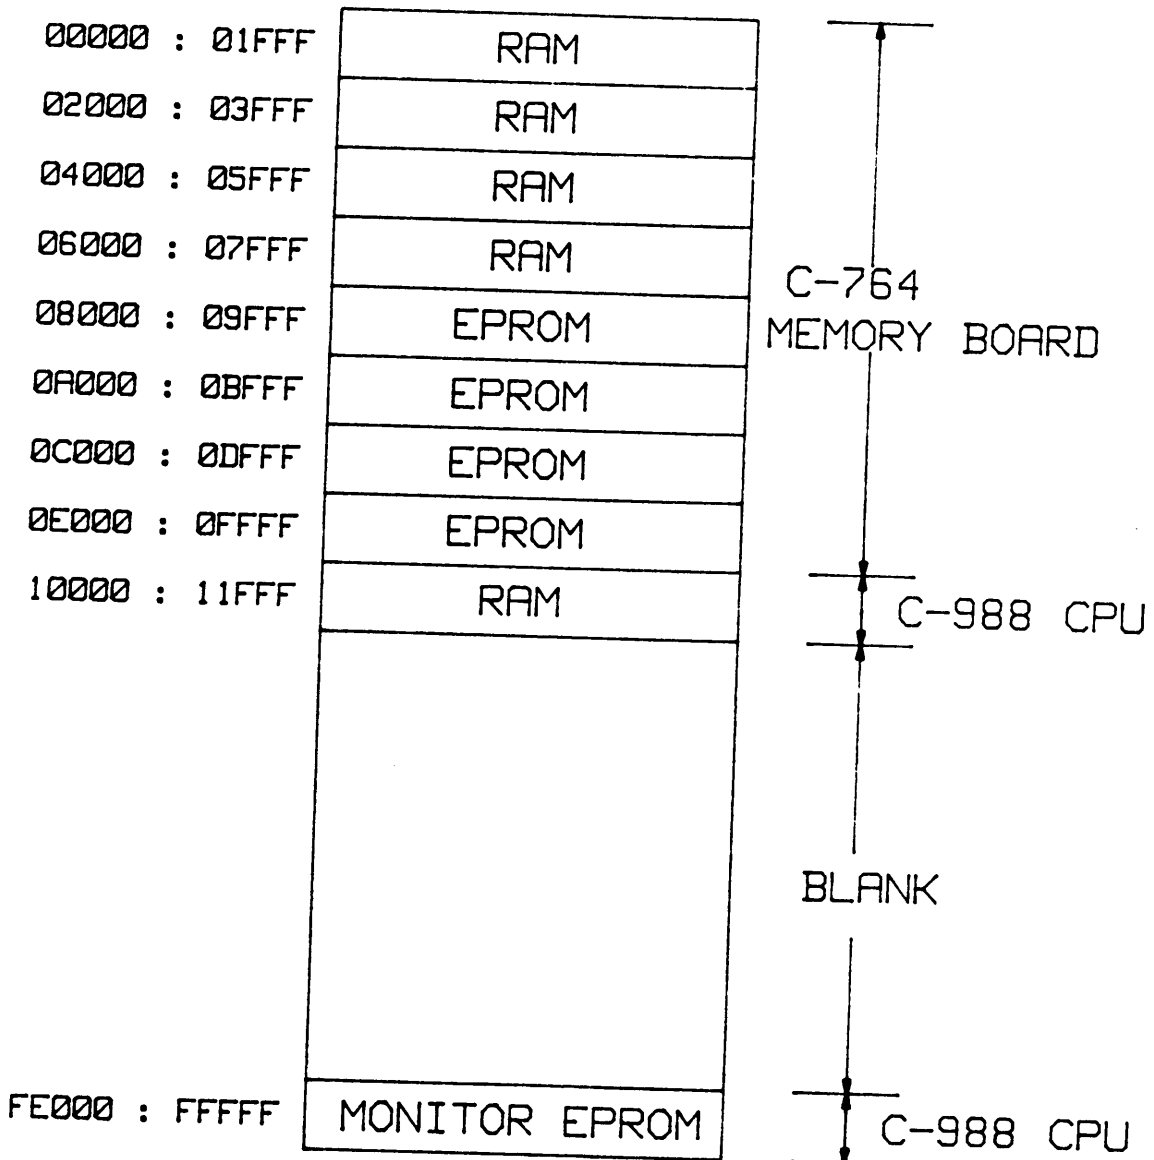 00000 : 01FFF RAM
02000 : 03FFF RAM
04000 : 05FFF RAM
06000 : 07FFF RAM
C-764
08000 : 09FFF EPROM
MEMORY BOARD
0A000 : 0BFFF EPROM
0C000 : 0DFFF EPROM
0E000 : 0FFFF EPROM
10000 : 11FFF RAM C-988 CPU
BLANK
FE000 : FFFFF MONITOR EPROM C-988 CPU